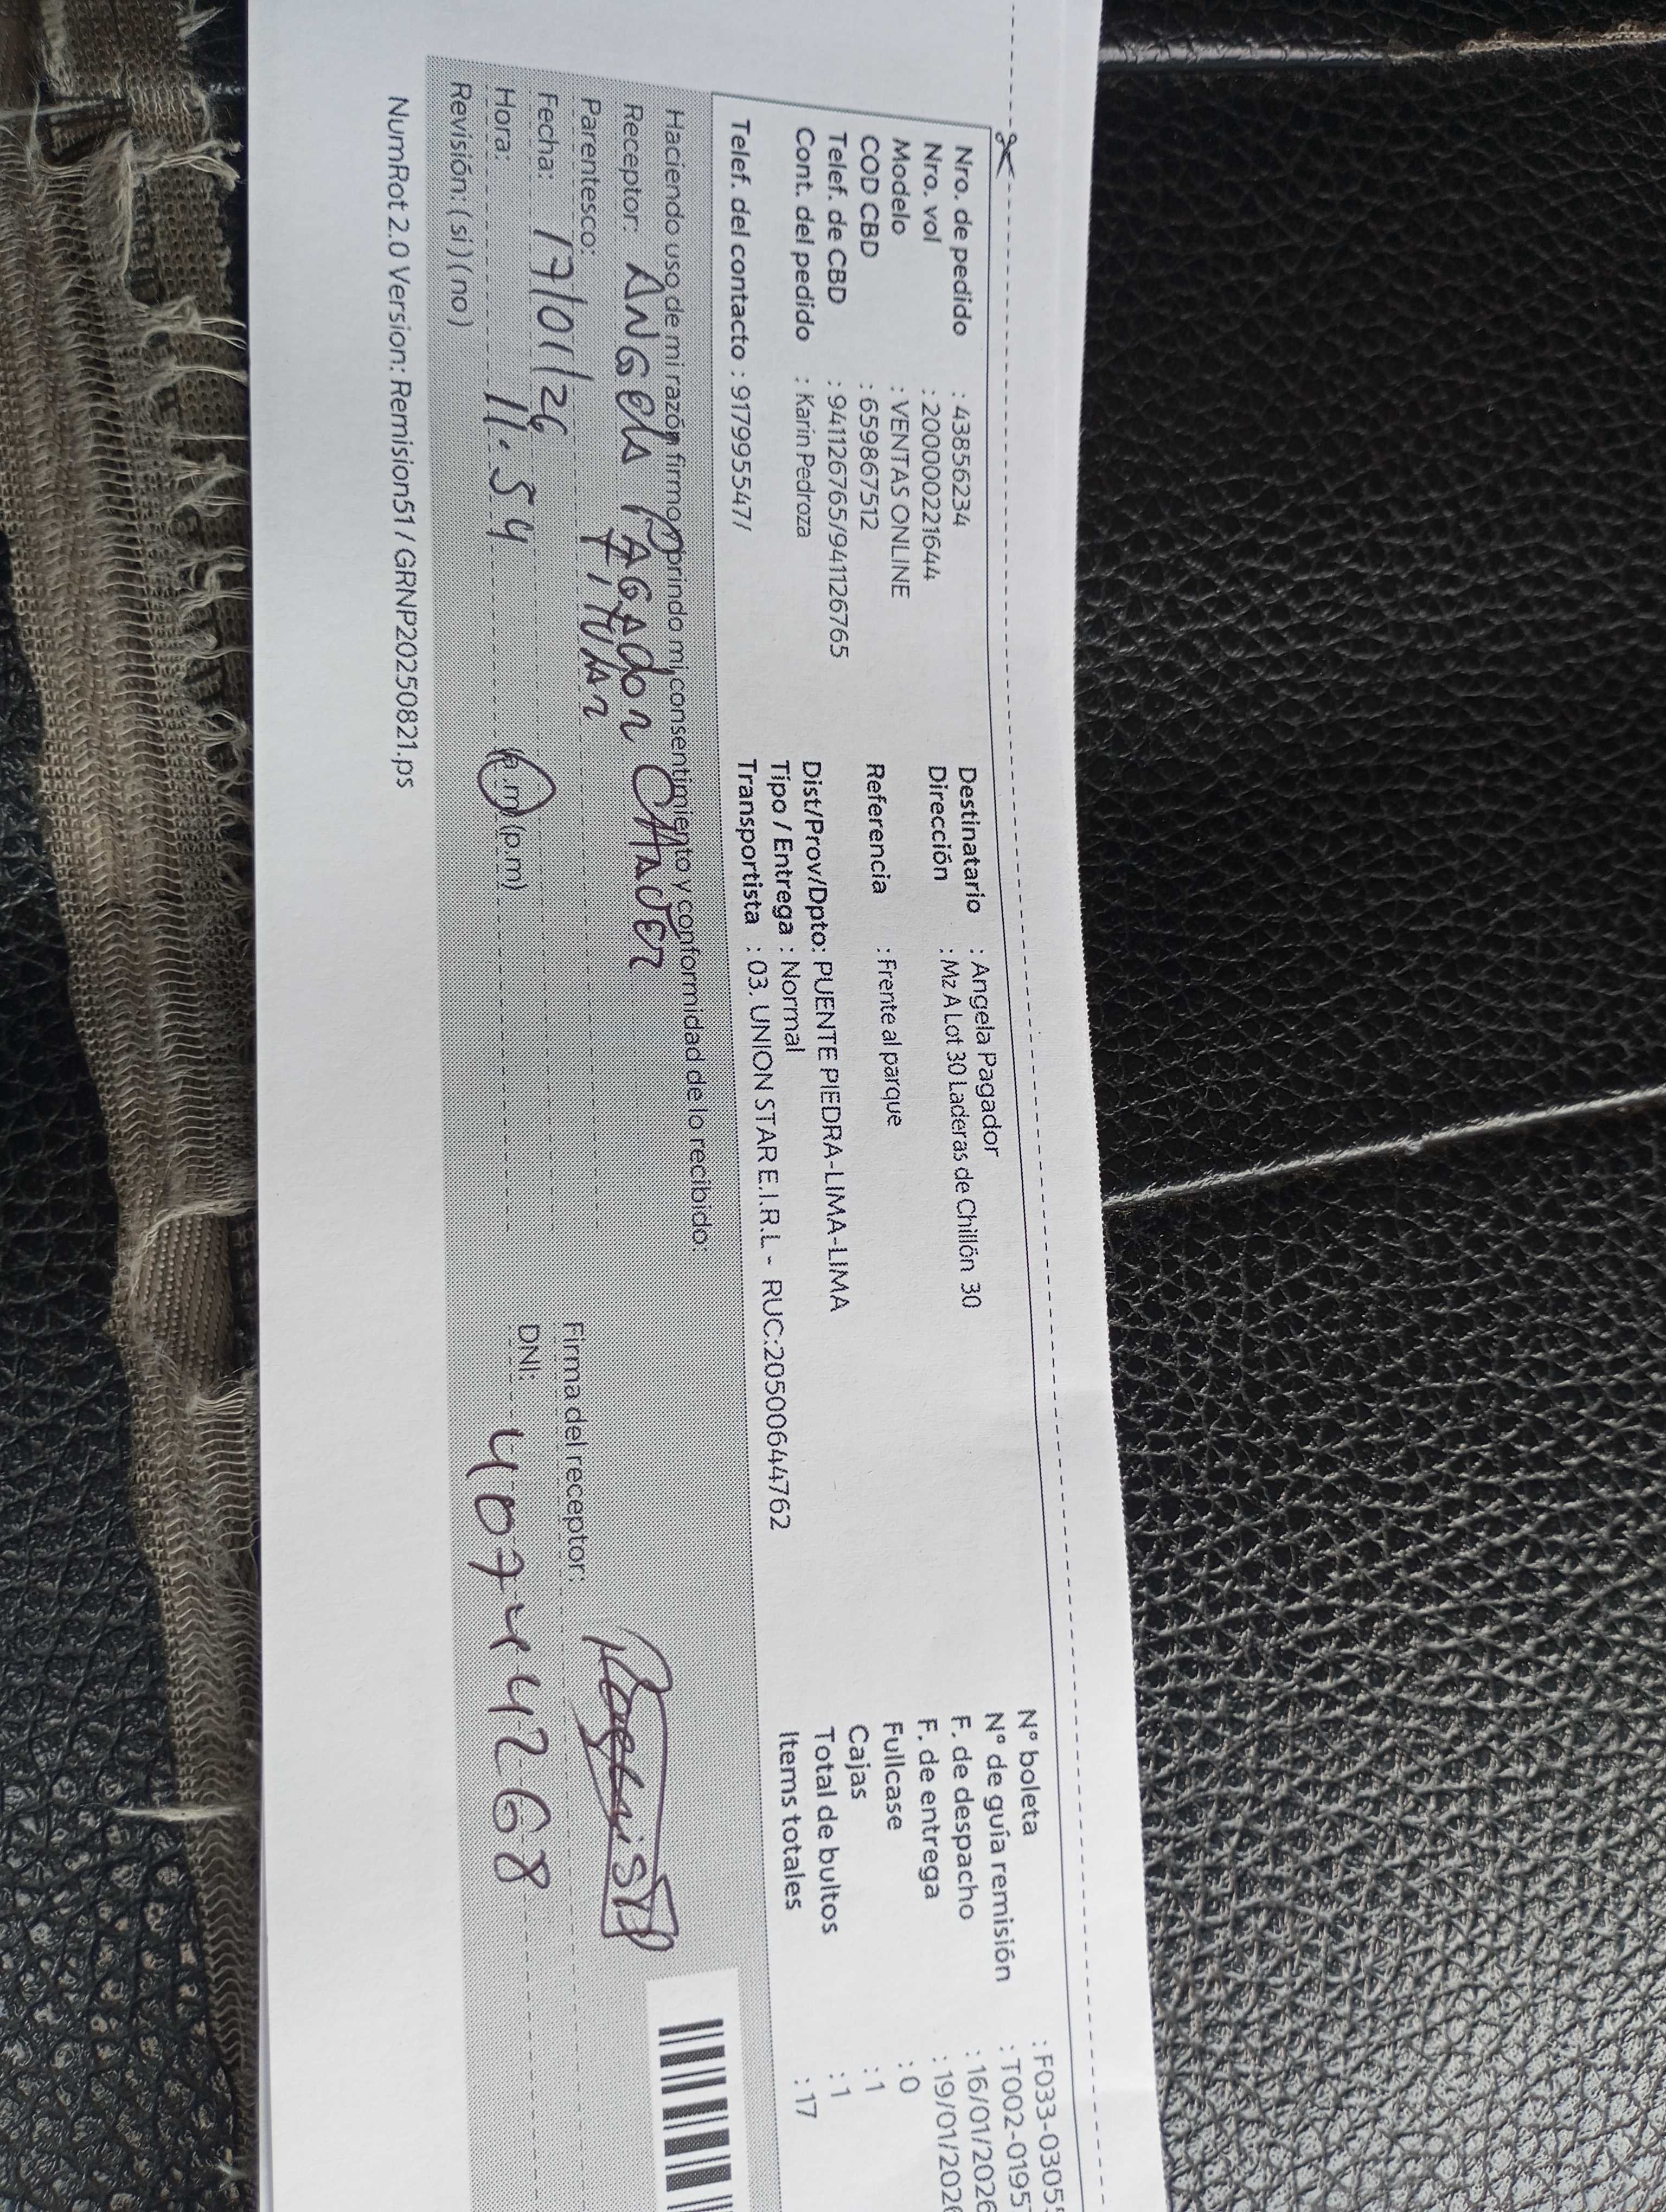 Nro. de pedido : 43856234
Nro. vol : 200000221644
Modelo : VENTAS ONLINE
COD CBD : 659867512
Telef. de CBD : 941126765/941126765
Cont. del pedido : Karin Pedroza
Telef. del contacto : 917995547/
Destinatario : Angela Pagador
Dirección : Mz A Lot 30 Laderas de Chillón 30
Referencia : Frente al parque
Dist/Prov/Dpto: PUENTE PIEDRA-LIMA-LIMA
Tipo / Entrega : Normal
Transportista : 03. UNION STAR E.I.R.L - RUC:20500644762
N° boleta : F033-0305
N° de guía remisión : T002-0195
F. de despacho : 16/01/2026
F. de entrega : 19/01/202
Fullcase : 0
Cajas : 1
Total de bultos : 1
Items totales : 17
Haciendo uso de mi razón firmo y brindo mi consentimiento y conformidad de lo recibido:
Receptor: ANGelA PAGAdor CHAVEz
Parentesco: TiTUlAr
Fecha: 17/01/26
Hora: 11.54 (a.m) (p.m)
Revisión: (si) (no)
Firma del receptor:
DNI: 40744268
NumRot 2.0 Version: Remision51 / GRNP20250821.ps